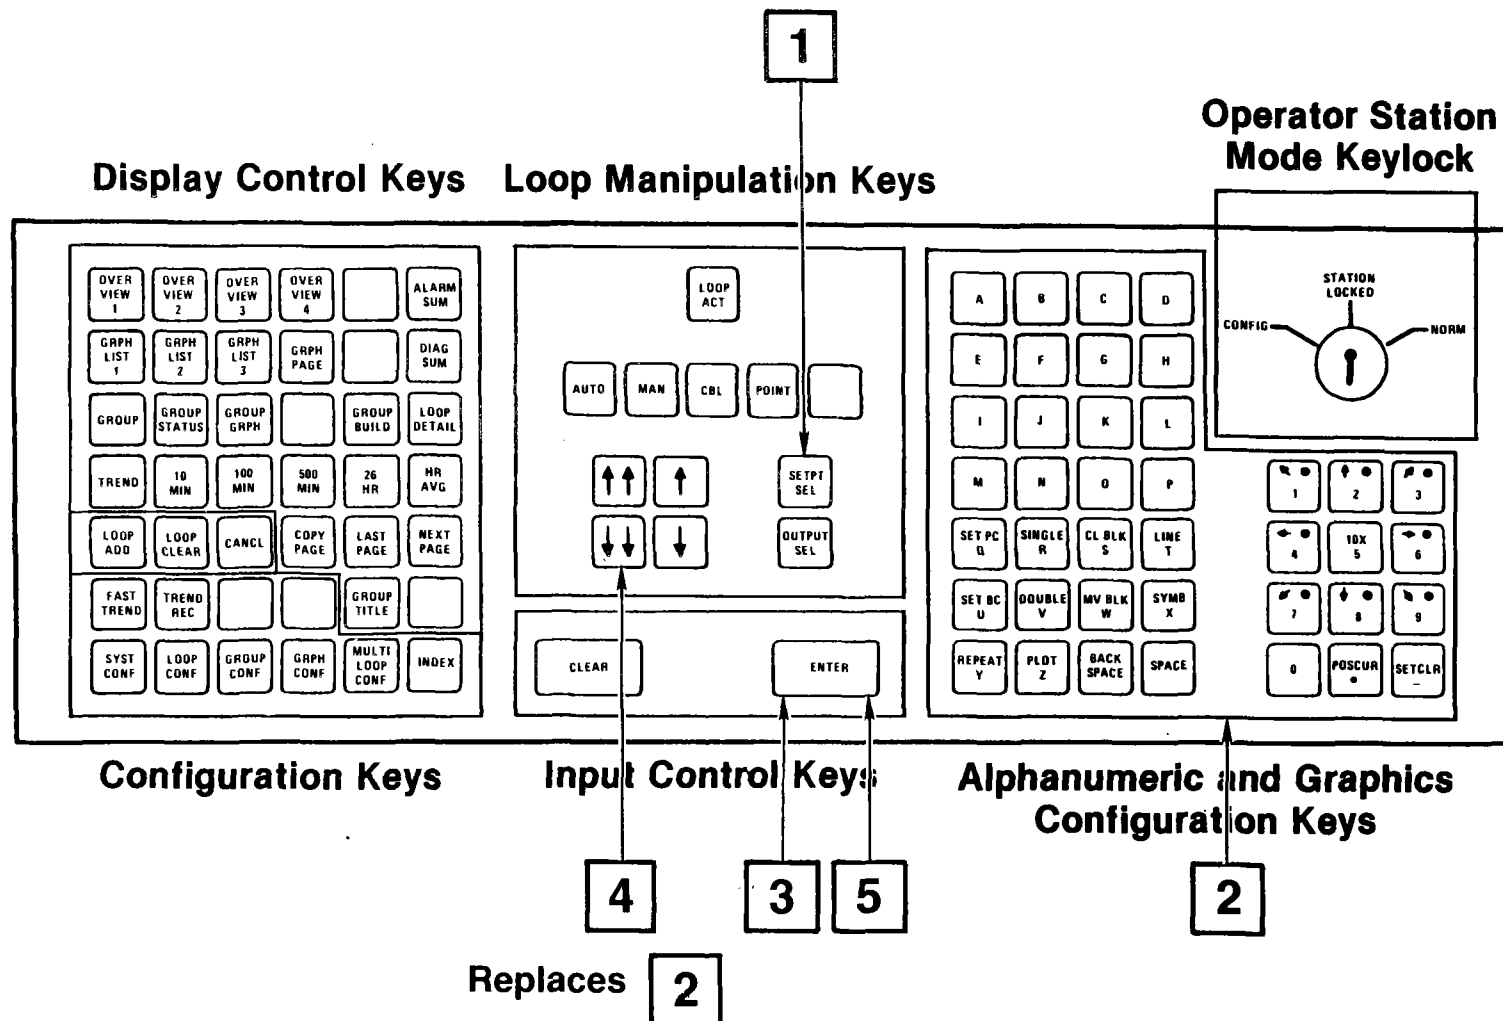 1
Operator Station
Mode Keylock
Display Control Keys
Loop Manipulation Keys
OVER VIEW 1
OVER VIEW 2
OVER VIEW 3
OVER VIEW 4
ALARM SUM
GRPH LIST 1
GRPH LIST 2
GRPH LIST 3
GRPH PAGE
DIAG SUM
GROUP
GROUP STATUS
GROUP GRPH
GROUP BUILD
LOOP DETAIL
TREND
10 MIN
100 MIN
500 MIN
26 HR
HR AVG
LOOP ADD
LOOP CLEAR
CANCL
COPY PAGE
LAST PAGE
NEXT PAGE
FAST TREND
TREND REC
GROUP TITLE
SYST CONF
LOOP CONF
GROUP CONF
GRPH CONF
MULTI LOOP CONF
INDEX
LOOP ACT
AUTO
MAN
CBL
POINT
↑↑
↑
SETPT SEL
↓↓
↓
OUTPUT SEL
CLEAR
ENTER
A
B
C
D
E
F
G
H
I
J
K
L
M
N
O
P
SET PC Q
SINGLE R
CL BLK S
LINE T
SET BC U
DOUBLE V
MV BLK W
SYMB X
REPEAT Y
PLOT Z
BACK SPACE
SPACE
STATION LOCKED
CONFIG
NORM
1
2
3
4
10X 5
6
7
8
9
0
POSCUR •
SETCLR –
Configuration Keys
Input Control Keys
Alphanumeric and Graphics
Configuration Keys
4
3
5
2
Replaces 2